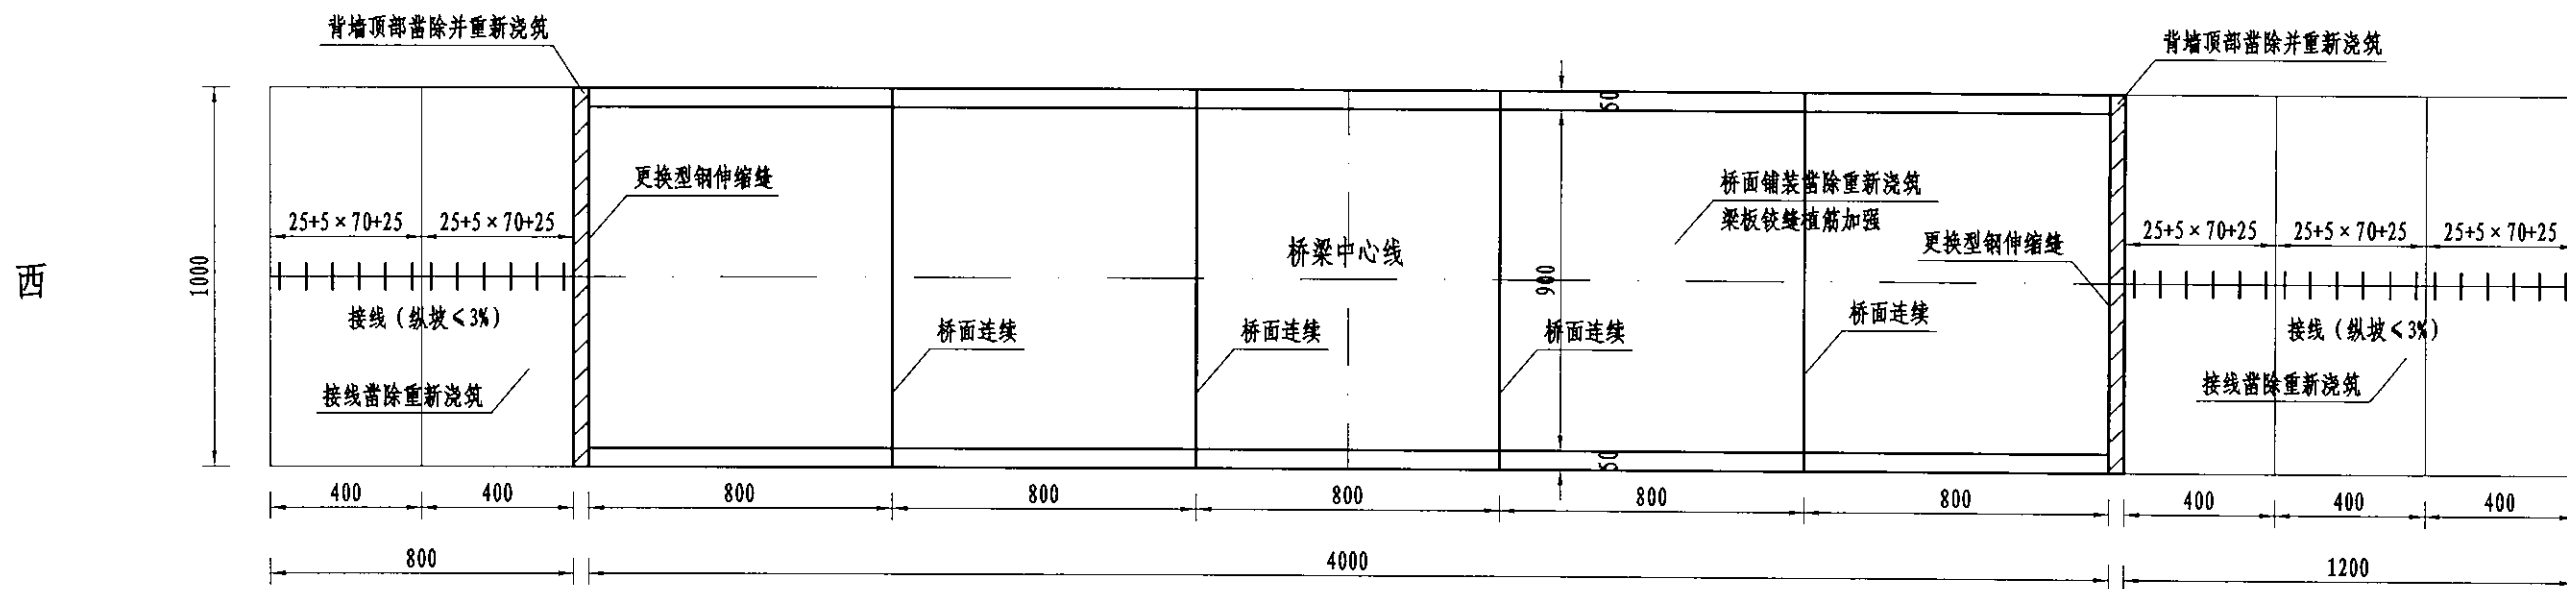 背墙顶部凿除并重新浇筑
背墙顶部凿除并重新浇筑
50
更换型钢伸缩缝
桥面铺装凿除重新浇筑
梁板铰缝植筋加强
25+5×70+25
25+5×70+25
桥梁中心线
更换型钢伸缩缝
25+5×70+25
25+5×70+25
25+5×70+25
西
1000
900
接线（纵坡≤3%）
桥面连续
桥面连续
桥面连续
桥面连续
接线（纵坡≤3%）
接线凿除重新浇筑
接线凿除重新浇筑
50
400
400
800
800
800
800
800
400
400
400
800
4000
1200